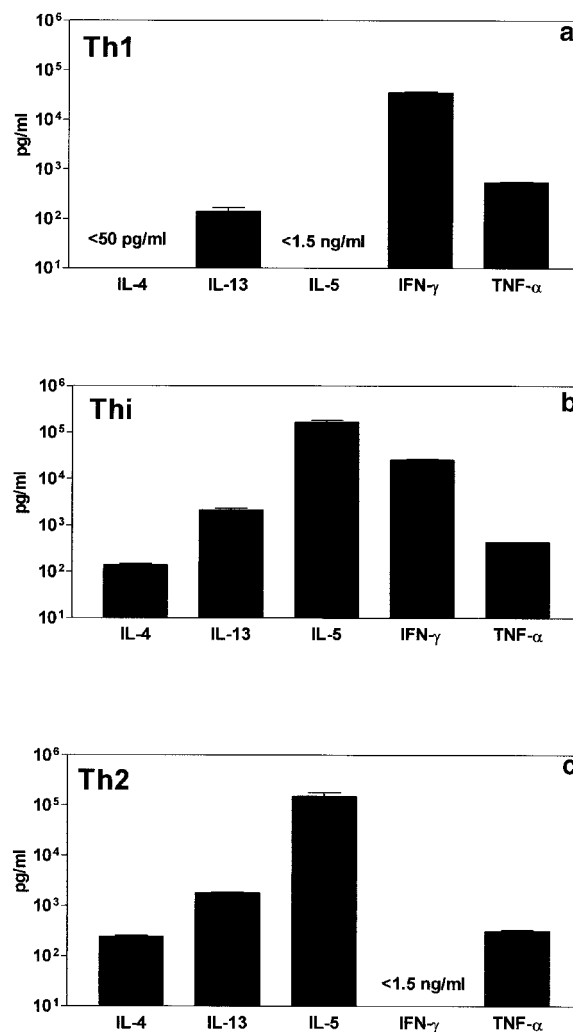 Th1
a
pg/ml
10⁶
10⁵
10⁴
10³
10²
10¹
<50 pg/ml
<1.5 ng/ml
IL-4 IL-13 IL-5 IFN-γ TNF-α
Thi
b
pg/ml
10⁶
10⁵
10⁴
10³
10²
10¹
IL-4 IL-13 IL-5 IFN-γ TNF-α
Th2
c
pg/ml
10⁶
10⁵
10⁴
10³
10²
10¹
<1.5 ng/ml
IL-4 IL-13 IL-5 IFN-γ TNF-α